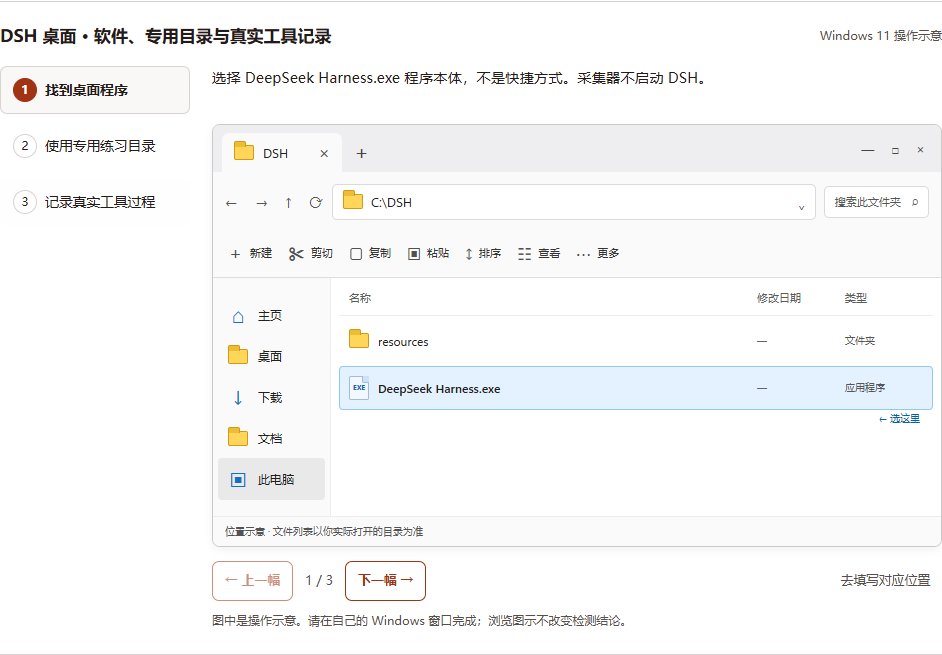 DSH 桌面 · 软件、专用目录与真实工具记录
Windows 11 操作示意
1 找到桌面程序
2 使用专用练习目录
3 记录真实工具过程
选择 DeepSeek Harness.exe 程序本体，不是快捷方式。采集器不启动 DSH。
DSH × +
← → ↑ ⟳ C:\DSH 搜索此文件夹
+ 新建 剪切 复制 粘贴 排序 查看 ··· 更多
主页
桌面
下载
文档
此电脑
名称 修改日期 类型
resources — 文件夹
EXE DeepSeek Harness.exe — 应用程序
← 选这里
位置示意 · 文件列表以你实际打开的目录为准
← 上一幅 1 / 3 下一幅 →
去填写对应位置
图中是操作示意。请在自己的 Windows 窗口完成；浏览图示不改变检测结论。